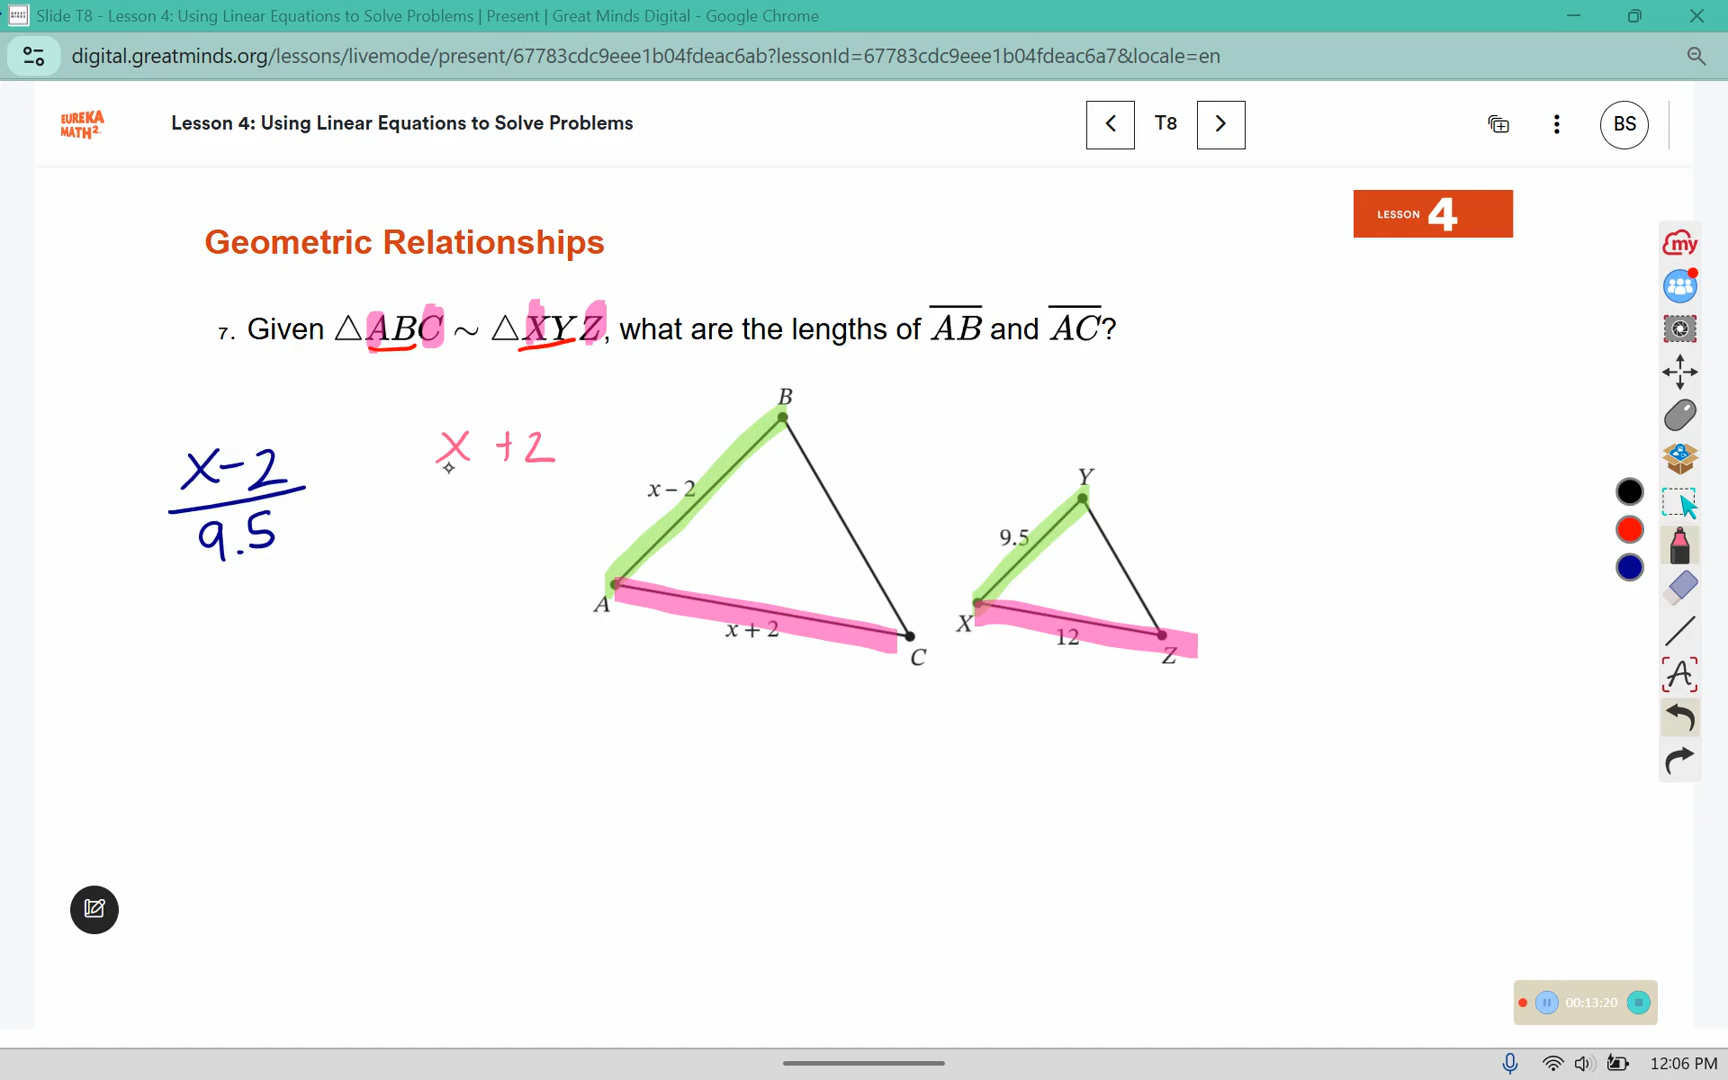 Slide T8 - Lesson 4: Using Linear Equations to Solve Problems | Present | Great Minds Digital - Google Chrome
digital.greatminds.org/lessons/livemode/present/67783cdc9eee1b04fdeac6ab?lessonId=67783cdc9eee1b04fdeac6a7&locale=en
EUREKA
MATH²
Lesson 4: Using Linear Equations to Solve Problems
T8
BS
LESSON 4
Geometric Relationships
7. Given △ABC ~ △XYZ, what are the lengths of A̅B̅ and A̅C̅?
x-2
9.5
x +2
B
x – 2
A
x + 2
C
Y
9.5
X
12
Z
my
A
00:13:20
12:06 PM